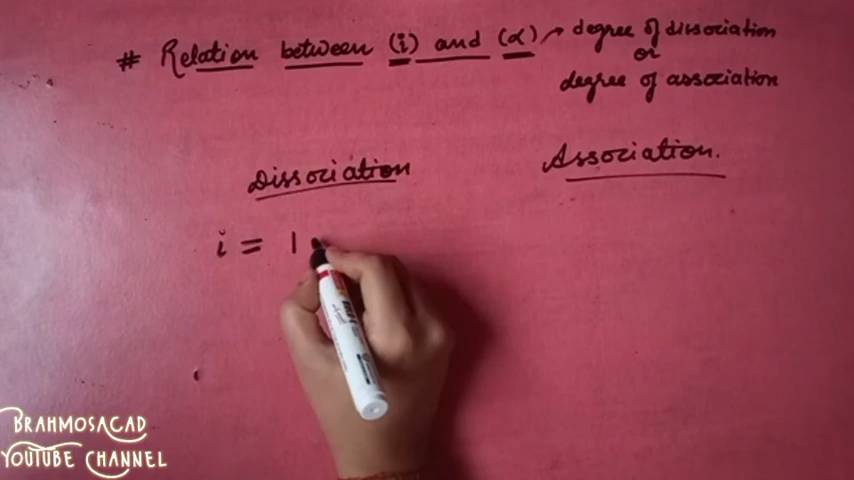 # Relation between (i) and (α) → degree of dissociation
or
degree of association
Dissociation
Association.
i = 1
BRAHMOSACAD
YOUTUBE CHANNEL